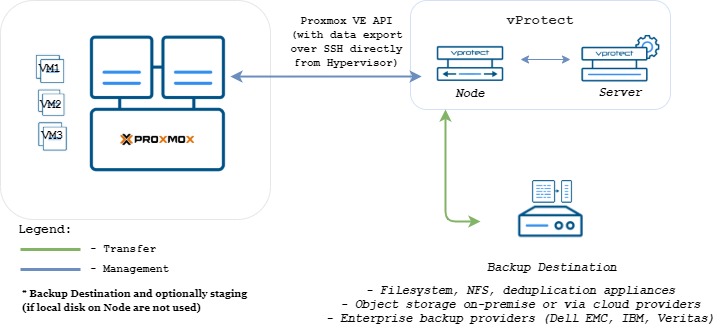 Proxmox VE API
(with data export
over SSH directly
from Hypervisor)
vProtect
vprotect
vprotect
Node
Server
VM1
VM2
VM3
PROXMOX
Legend:
- Transfer
- Management
* Backup Destination and optionally staging
(if local disk on Node are not used)
Backup Destination
- Filesystem, NFS, deduplication appliances
- Object storage on-premise or via cloud providers
- Enterprise backup providers (Dell EMC, IBM, Veritas)